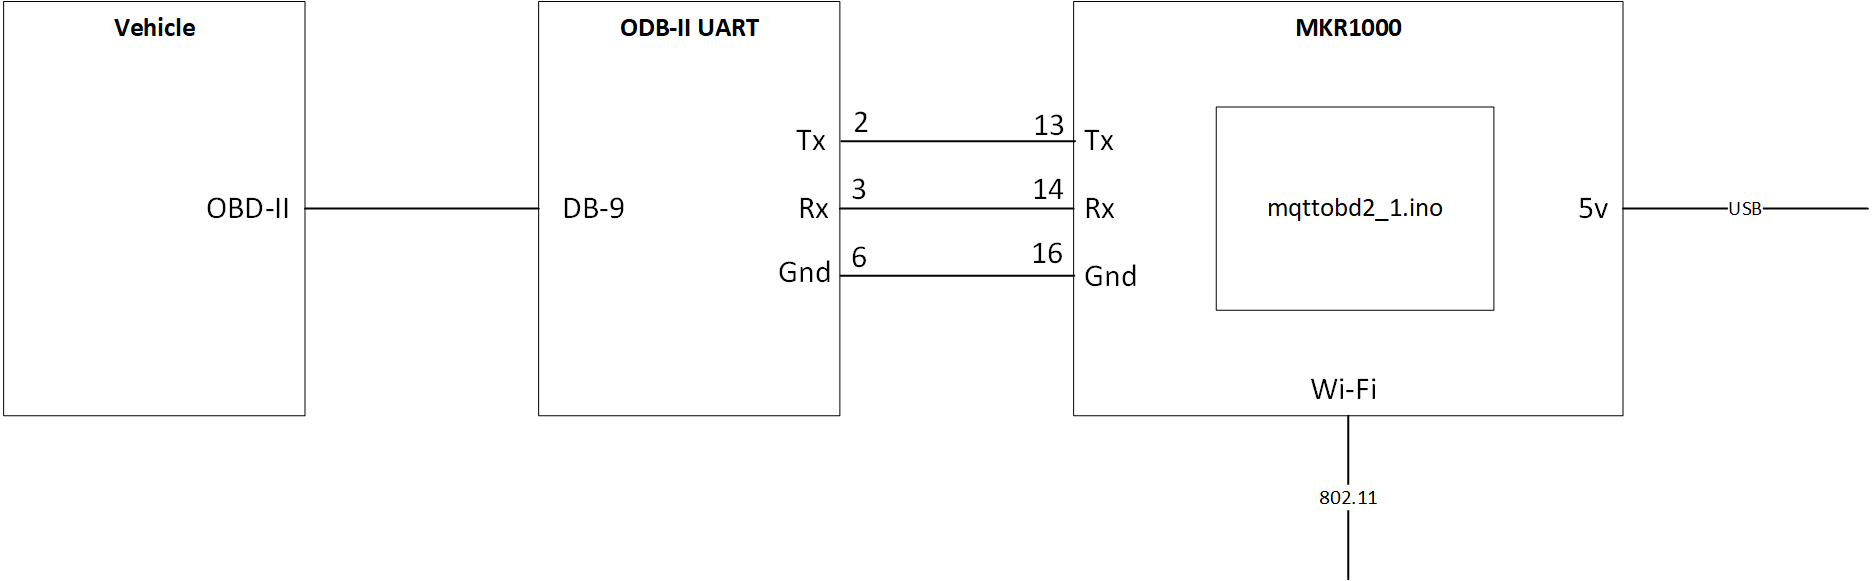 Vehicle
ODB-II UART
MKR1000
2
13
Tx
Tx
3
14
OBD-II
DB-9
Rx
Rx
mqttobd2_1.ino
5v
USB
6
16
Gnd
Gnd
Wi-Fi
802.11